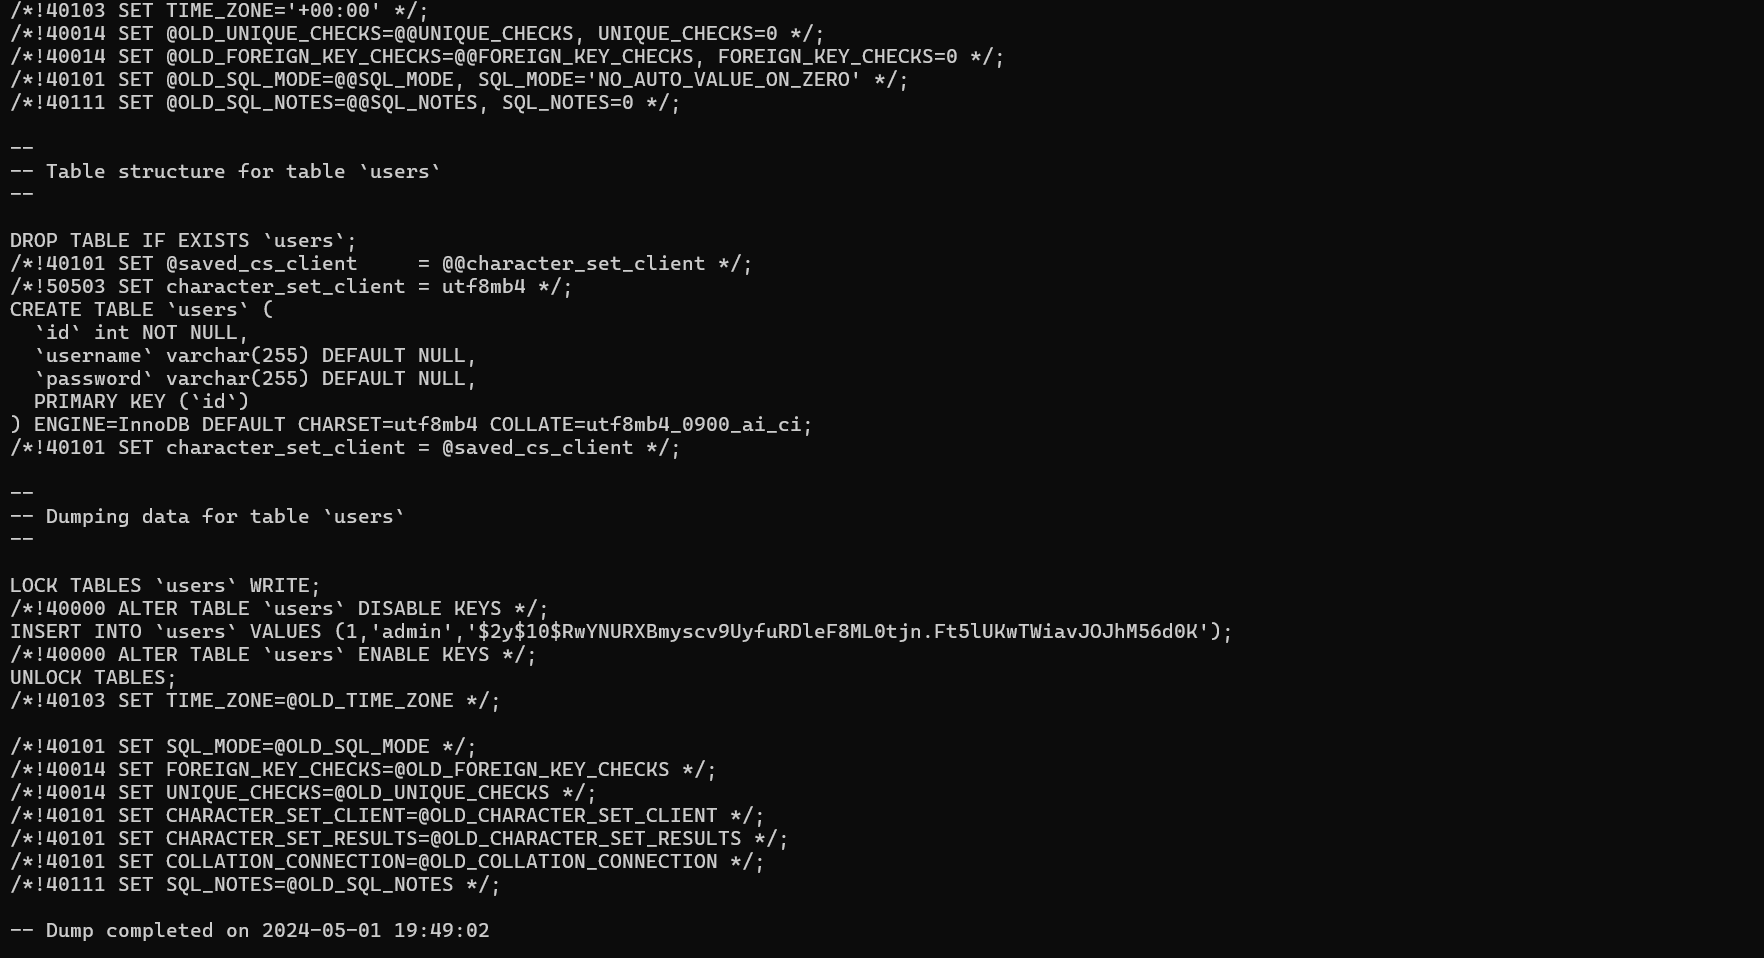 /*!40103 SET TIME_ZONE='+00:00' */;
/*!40014 SET @OLD_UNIQUE_CHECKS=@@UNIQUE_CHECKS, UNIQUE_CHECKS=0 */;
/*!40014 SET @OLD_FOREIGN_KEY_CHECKS=@@FOREIGN_KEY_CHECKS, FOREIGN_KEY_CHECKS=0 */;
/*!40101 SET @OLD_SQL_MODE=@@SQL_MODE, SQL_MODE='NO_AUTO_VALUE_ON_ZERO' */;
/*!40111 SET @OLD_SQL_NOTES=@@SQL_NOTES, SQL_NOTES=0 */;

--
-- Table structure for table `users`
--

DROP TABLE IF EXISTS `users`;
/*!40101 SET @saved_cs_client     = @@character_set_client */;
/*!50503 SET character_set_client = utf8mb4 */;
CREATE TABLE `users` (
  `id` int NOT NULL,
  `username` varchar(255) DEFAULT NULL,
  `password` varchar(255) DEFAULT NULL,
  PRIMARY KEY (`id`)
) ENGINE=InnoDB DEFAULT CHARSET=utf8mb4 COLLATE=utf8mb4_0900_ai_ci;
/*!40101 SET character_set_client = @saved_cs_client */;

--
-- Dumping data for table `users`
--

LOCK TABLES `users` WRITE;
/*!40000 ALTER TABLE `users` DISABLE KEYS */;
INSERT INTO `users` VALUES (1,'admin','$2y$10$RwYNURXBmyscv9UyfuRDleF8ML0tjn.Ft5lUKwTWiavJOJhM56d0K');
/*!40000 ALTER TABLE `users` ENABLE KEYS */;
UNLOCK TABLES;
/*!40103 SET TIME_ZONE=@OLD_TIME_ZONE */;

/*!40101 SET SQL_MODE=@OLD_SQL_MODE */;
/*!40014 SET FOREIGN_KEY_CHECKS=@OLD_FOREIGN_KEY_CHECKS */;
/*!40014 SET UNIQUE_CHECKS=@OLD_UNIQUE_CHECKS */;
/*!40101 SET CHARACTER_SET_CLIENT=@OLD_CHARACTER_SET_CLIENT */;
/*!40101 SET CHARACTER_SET_RESULTS=@OLD_CHARACTER_SET_RESULTS */;
/*!40101 SET COLLATION_CONNECTION=@OLD_COLLATION_CONNECTION */;
/*!40111 SET SQL_NOTES=@OLD_SQL_NOTES */;

-- Dump completed on 2024-05-01 19:49:02